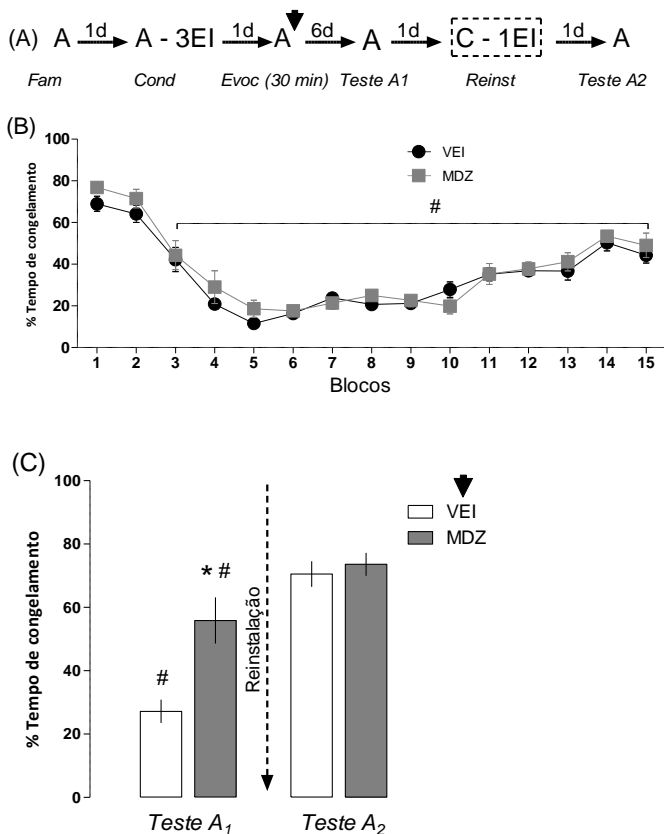 (A) A 1d A - 3EI 1d A 6d A 1d C - 1EI 1d A
Fam Cond Evoc (30 min) Teste A1 Reinst Teste A2
(B)
% Tempo de congelamento
100
80
60
40
20
0
VEI
MDZ
#
1 2 3 4 5 6 7 8 9 10 11 12 13 14 15
Blocos
(C)
% Tempo de congelamento
100
80
60
40
20
0
VEI
MDZ
* #
#
Reinstalação
Teste A1 Teste A2